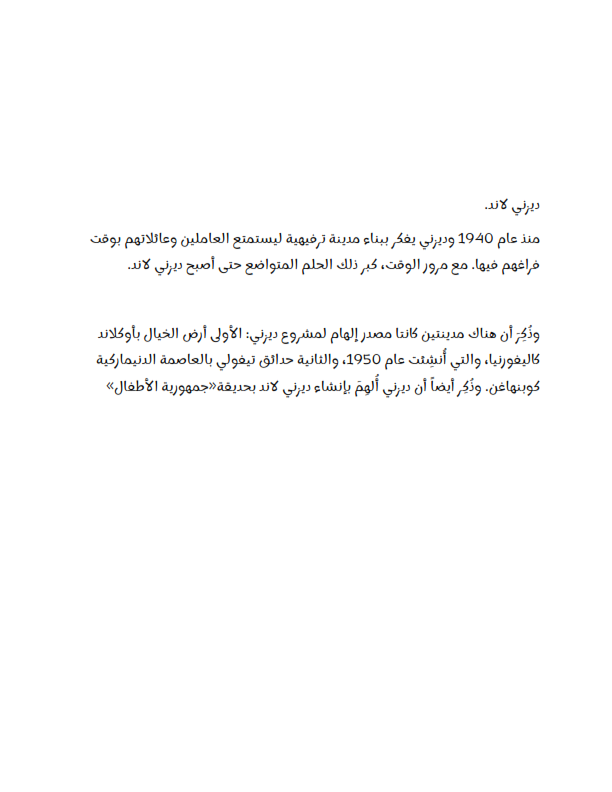 ديزني لاند.
منذ عام 1940 وديزني يفكر ببناء مدينة ترفيهية ليستمتع العاملين وعائلاتهم بوقت
فراغهم فيها. مع مرور الوقت، كبر ذلك الحلم المتواضع حتى أصبح ديزني لاند.
وذُكِرَ أن هناك مدينتين كانتا مصدر إلهام لمشروع ديزني: الأولى أرض الخيال بأوكلاند
كاليفورنيا، والتي أُنشِئت عام 1950، والثانية حدائق تيفولي بالعاصمة الدنيماركية
كوبنهاغن. وذُكِر أيضاً أن ديزني أُلهِمَ بإنشاء ديزني لاند بحديقة«جمهورية الأطفال»